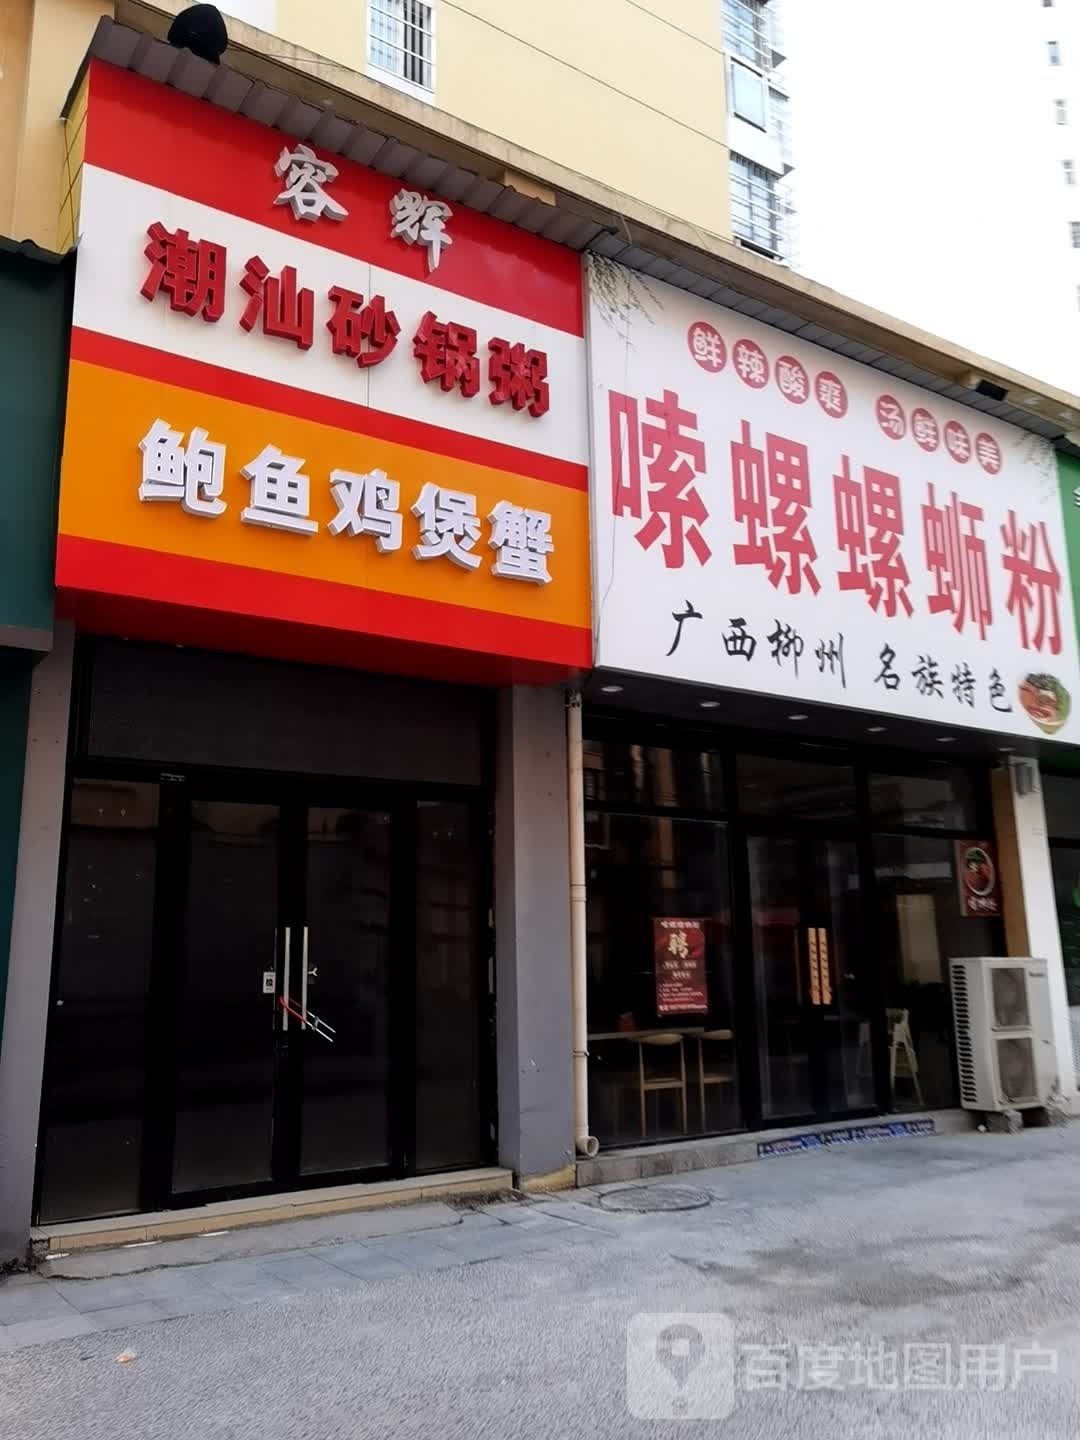 容辉
潮汕砂锅粥
鲍鱼鸡煲蟹
鲜辣酸爽 汤鲜味美
嗦螺螺蛳粉
广西柳州 名族特色
聘
百度地图用户